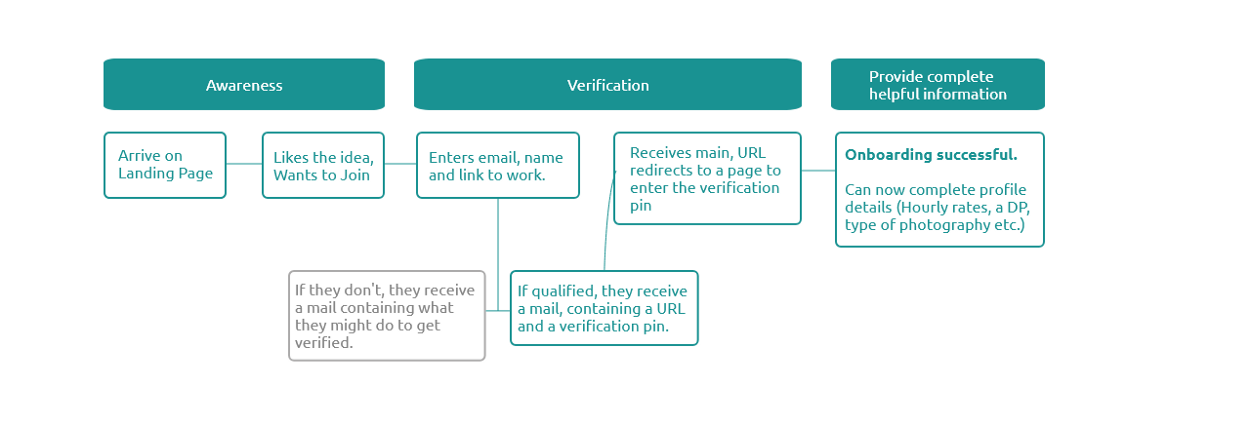 Awareness
Verification
Provide complete
helpful information
Arrive on
Landing Page
Likes the idea,
Wants to Join
Enters email, name
and link to work.
Receives main, URL
redirects to a page to
enter the verification
pin
Onboarding successful.
Can now complete profile
details (Hourly rates, a DP,
type of photography etc.)
If they don't, they receive
a mail containing what
they might do to get
verified.
If qualified, they receive
a mail, containing a URL
and a verification pin.